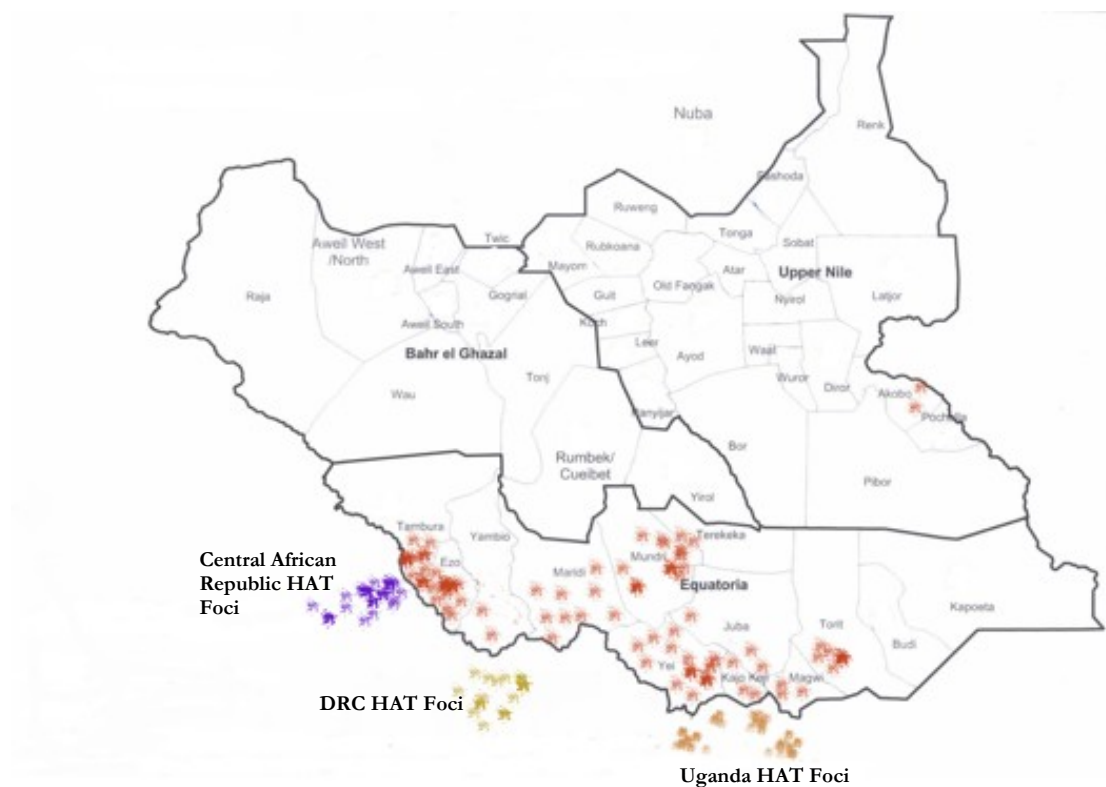 Nuba
Renk
Fashoda
Ruweng
Aweil West
/North
Twic
Rubkoana
Tonga
Sobat
Aweil East
Mayom
Atar
Upper Nile
Raja
Gogrial
Guit
Old Fangak
Nyirol
Latjor
Aweil South
Koch
Bahr el Ghazal
Leer
Ayod
Waat
Tonj
Wuror
Diror
Akobo
Wau
Panyijar
Pochalla
Bor
Rumbek/
Cueibet
Pibor
Yirol
Tambura
Yambio
Terekeka
Central African
Republic HAT
Foci
Ezo
Maridi
Mundri
Equatoria
Kapoeta
Juba
Torit
Budi
Yei
Kajo Keji
Magwi
DRC HAT Foci
Uganda HAT Foci